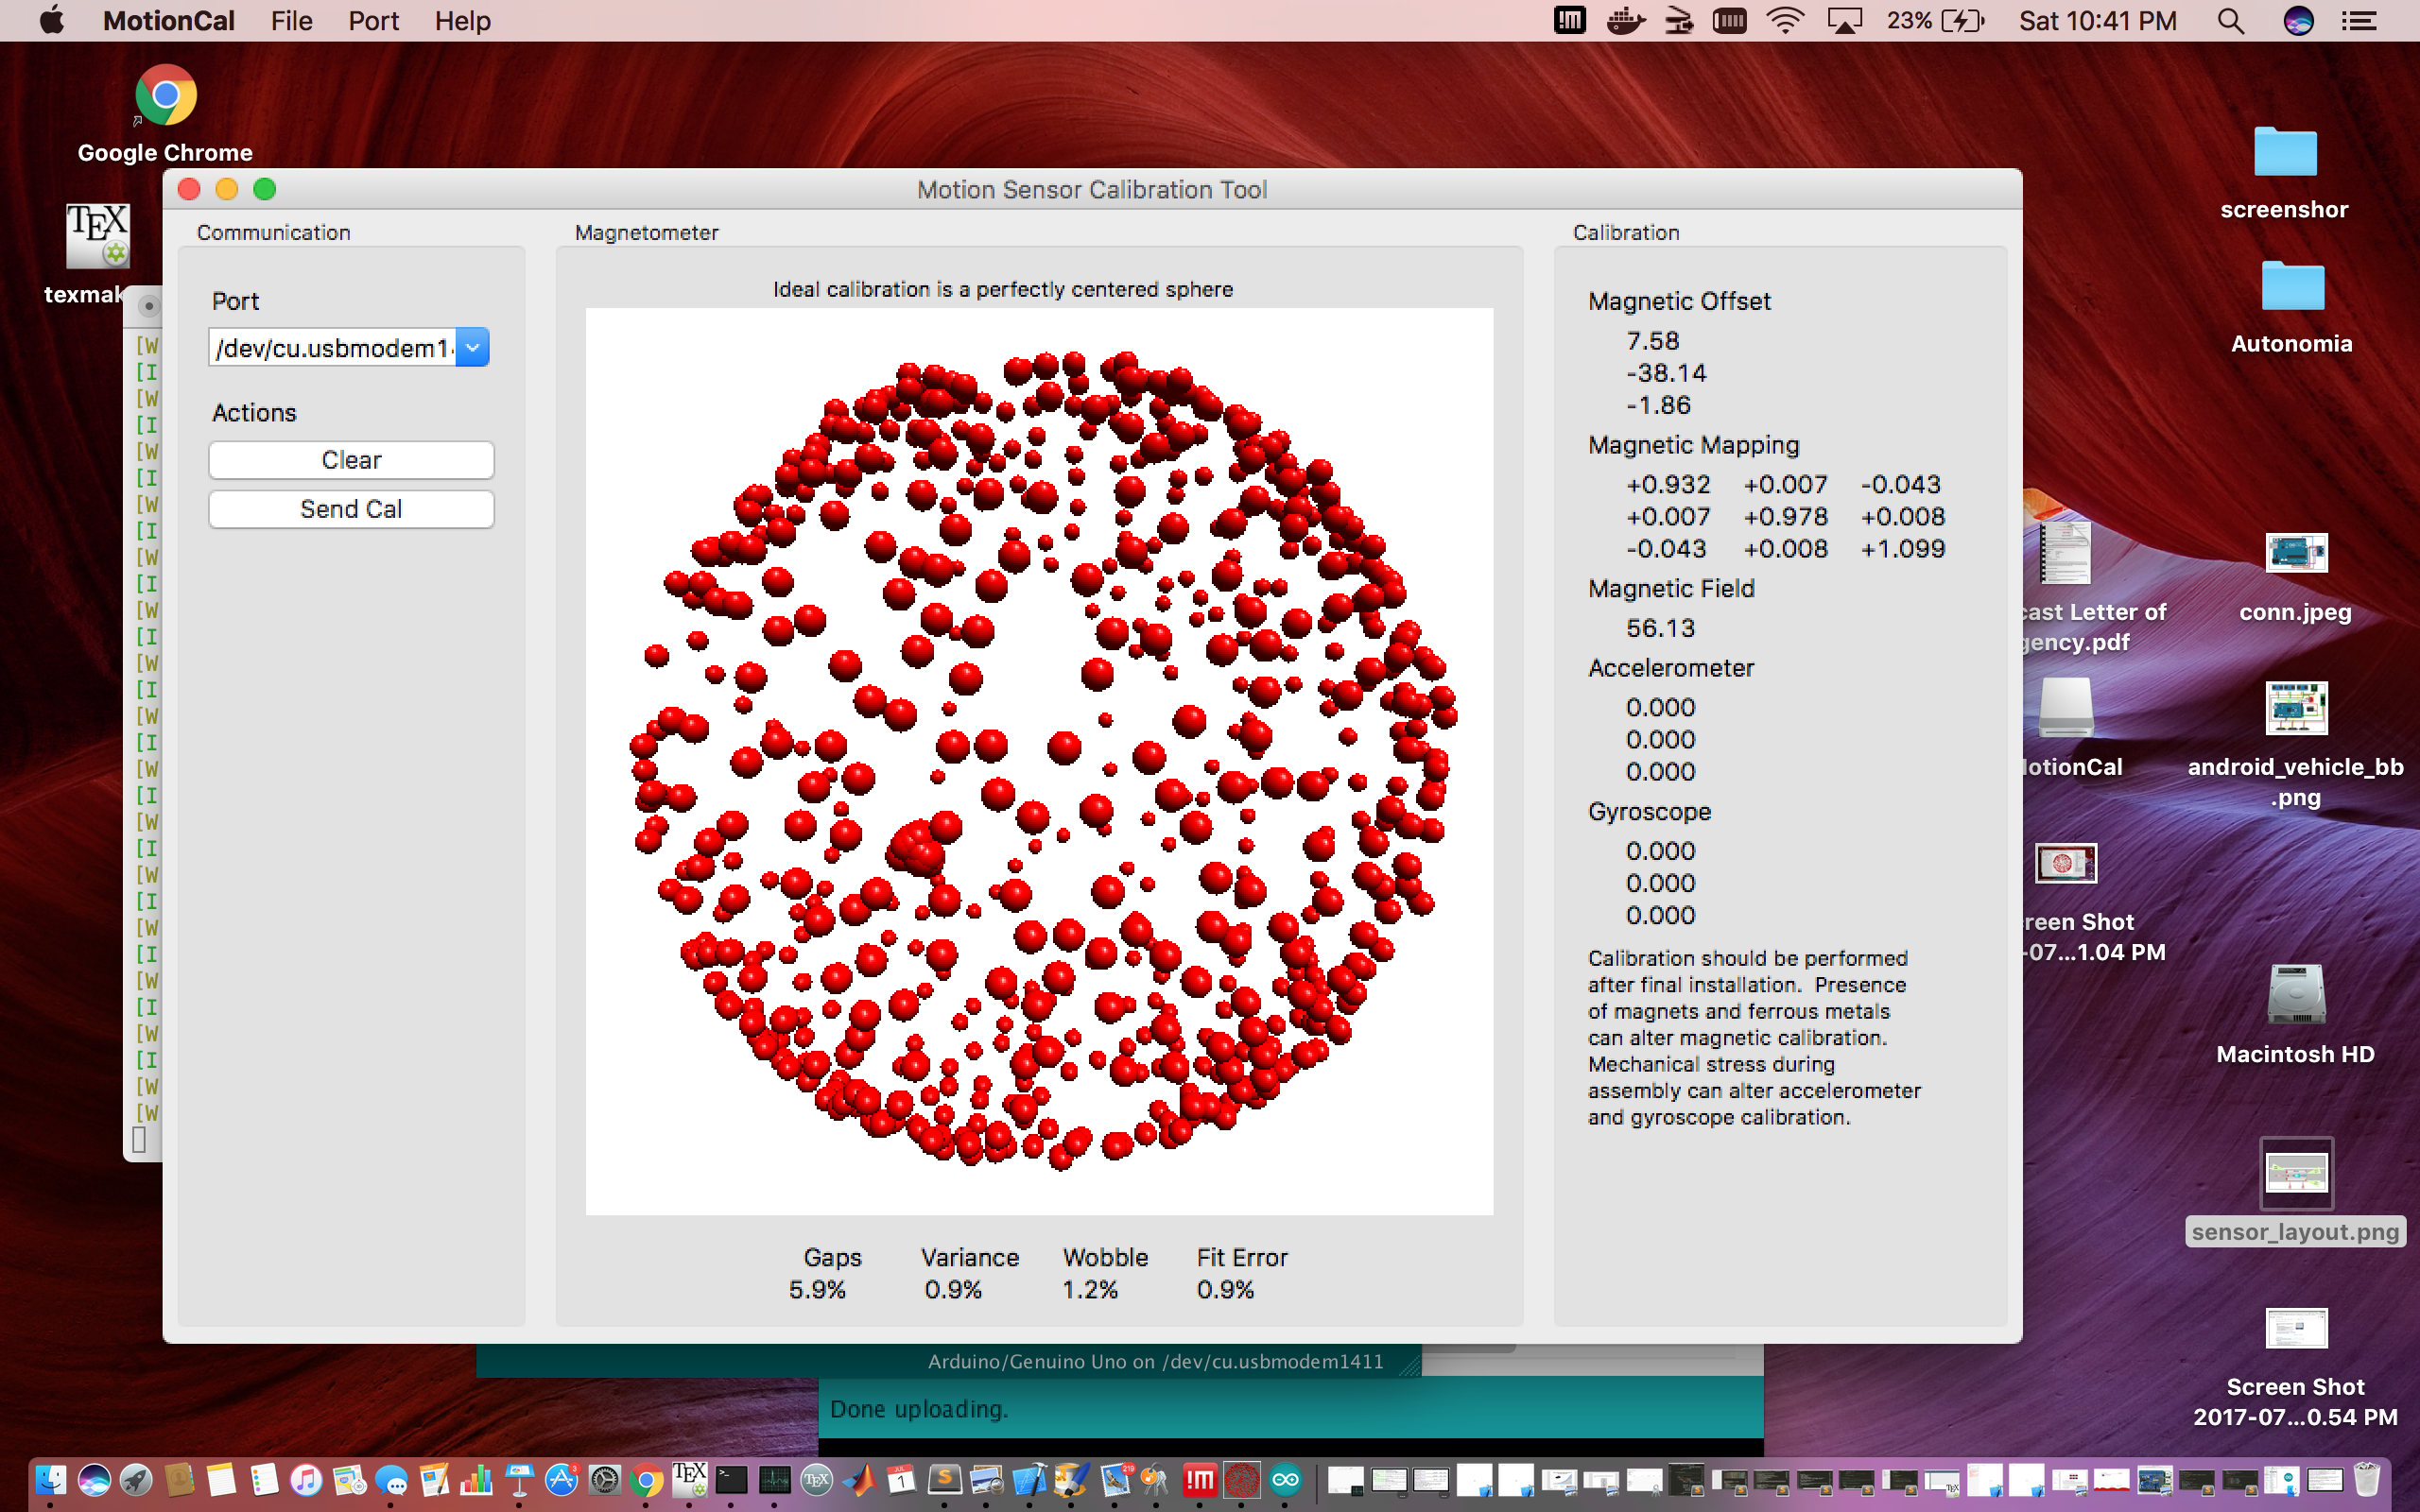 MotionCal File Port Help
23% Sat 10:41 PM
Google Chrome
TEX
texmak
screenshor
Autonomia
cast Letter of
gency.pdf
conn.jpeg
MotionCal
android_vehicle_bb
.png
reen Shot
-07...1.04 PM
Macintosh HD
sensor_layout.png
Screen Shot
2017-07...0.54 PM
Motion Sensor Calibration Tool
Communication
Port
/dev/cu.usbmodem1
Actions
Clear
Send Cal
Magnetometer
Ideal calibration is a perfectly centered sphere
Gaps Variance Wobble Fit Error
5.9% 0.9% 1.2% 0.9%
Calibration
Magnetic Offset
7.58
-38.14
-1.86
Magnetic Mapping
+0.932 +0.007 -0.043
+0.007 +0.978 +0.008
-0.043 +0.008 +1.099
Magnetic Field
56.13
Accelerometer
0.000
0.000
0.000
Gyroscope
0.000
0.000
0.000
Calibration should be performed
after final installation. Presence
of magnets and ferrous metals
can alter magnetic calibration.
Mechanical stress during
assembly can alter accelerometer
and gyroscope calibration.
[W
[I
[W
[I
[W
[I
[W
[I
[W
[I
[W
[I
[W
[I
[W
[I
[W
[I
[W
[I
[W
[I
[W
[I
[W
[I
[W
[I
[W
[W
Arduino/Genuino Uno on /dev/cu.usbmodem1411
Done uploading.